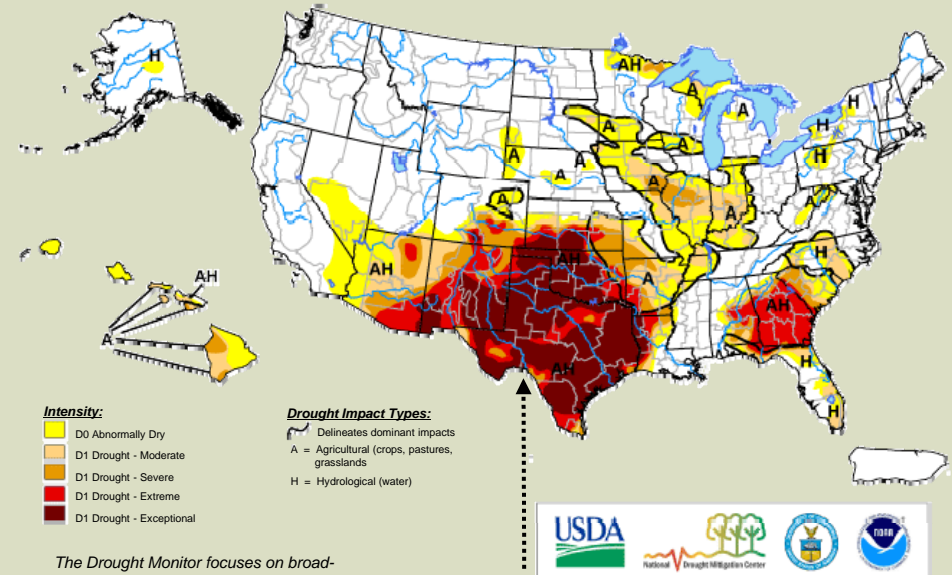 H
AH
A
A
H
H
H
A
A
A
A
A
A
A
A
A
H
AH
A
AH
AH
AH
H
H
AH
A
Intensity:
D0 Abnormally Dry
D1 Drought - Moderate
D1 Drought - Severe
D1 Drought - Extreme
D1 Drought - Exceptional
Drought Impact Types:
Delineates dominant impacts
A = Agricultural (crops, pastures,
grasslands
H = Hydrological (water)
USDA
National Drought Mitigation Center
NOAA
The Drought Monitor focuses on broad-